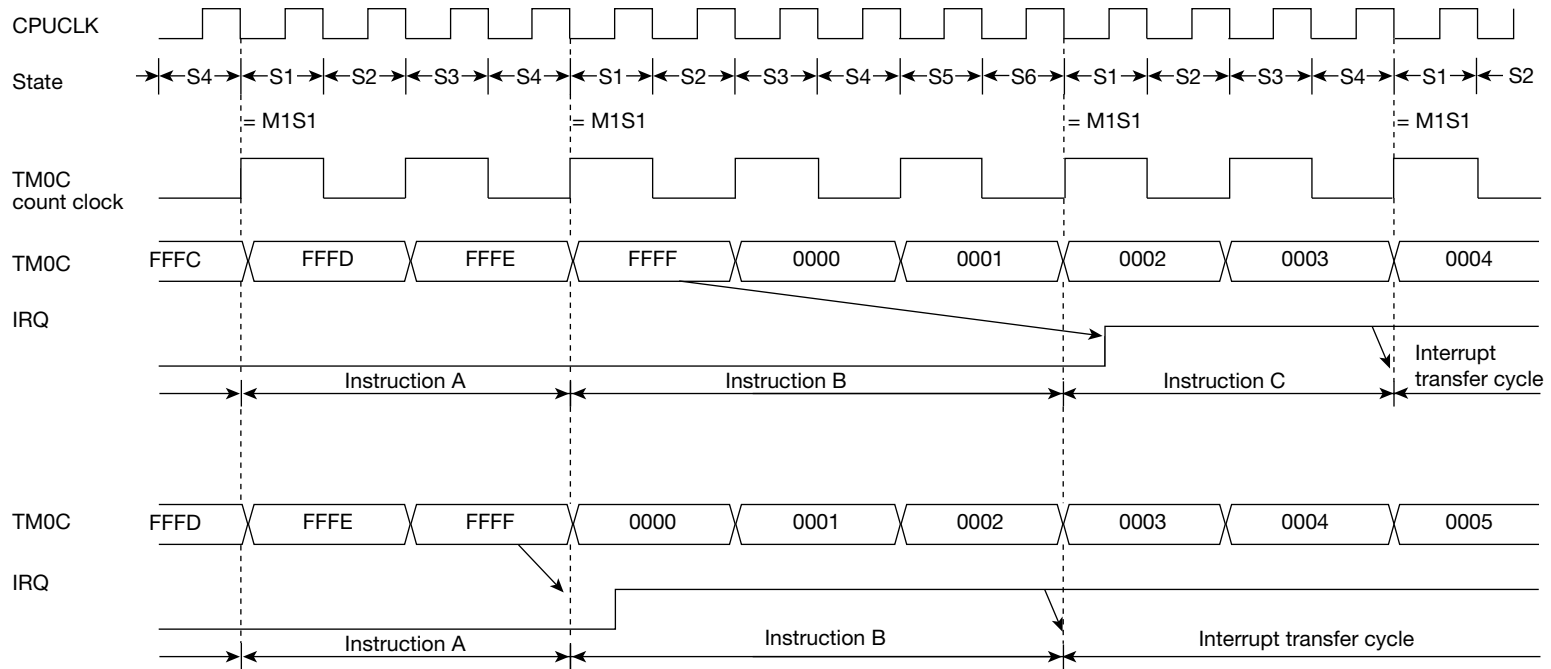 CPUCLK
State
S4 S1 S2 S3 S4 S1 S2 S3 S4 S5 S6 S1 S2 S3 S4 S1 S2
= M1S1 = M1S1 = M1S1 = M1S1
TM0C
count clock
TM0C FFFC FFFD FFFE FFFF 0000 0001 0002 0003 0004
IRQ
Interrupt
transfer cycle
Instruction A Instruction B Instruction C
TM0C FFFD FFFE FFFF 0000 0001 0002 0003 0004 0005
IRQ
Instruction A Instruction B Interrupt transfer cycle